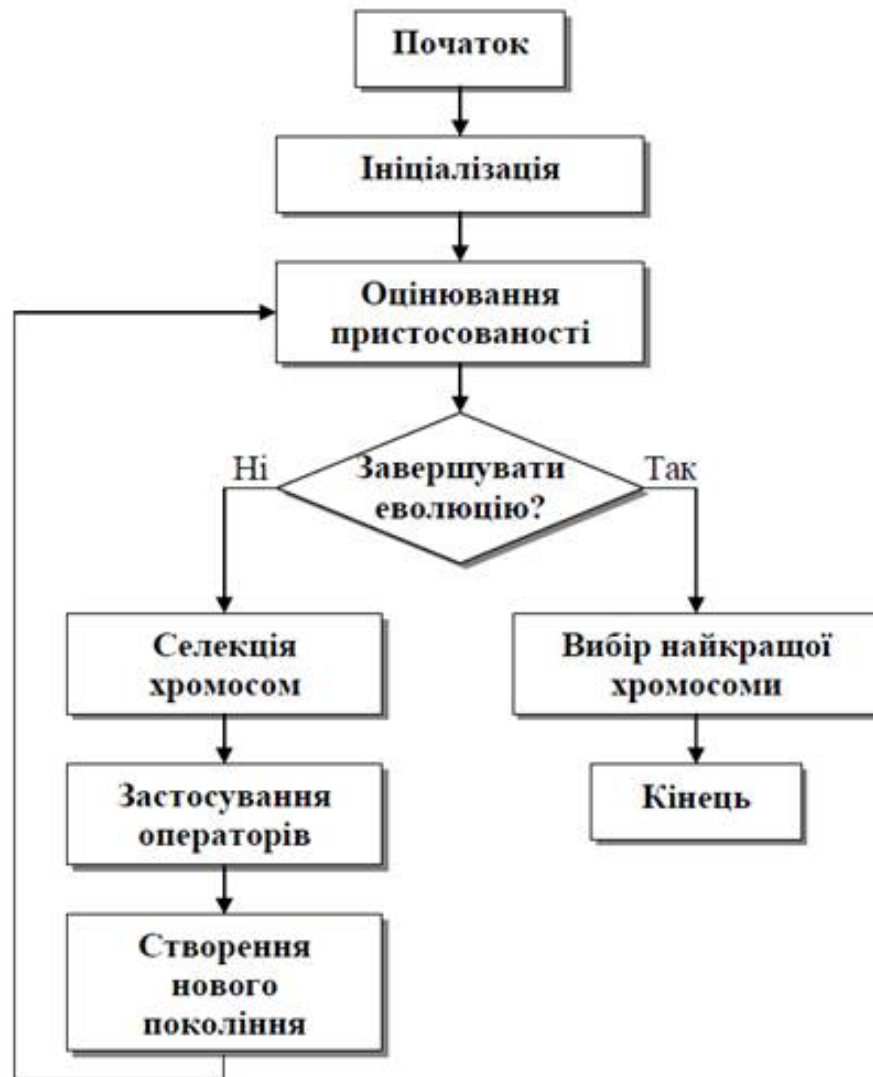 Початок
Ініціалізація
Оцінювання
пристосованості
Завершувати
еволюцію?
Ні
Так
Селекція
хромосом
Вибір найкращої
хромосоми
Застосування
операторів
Кінець
Створення
нового
покоління